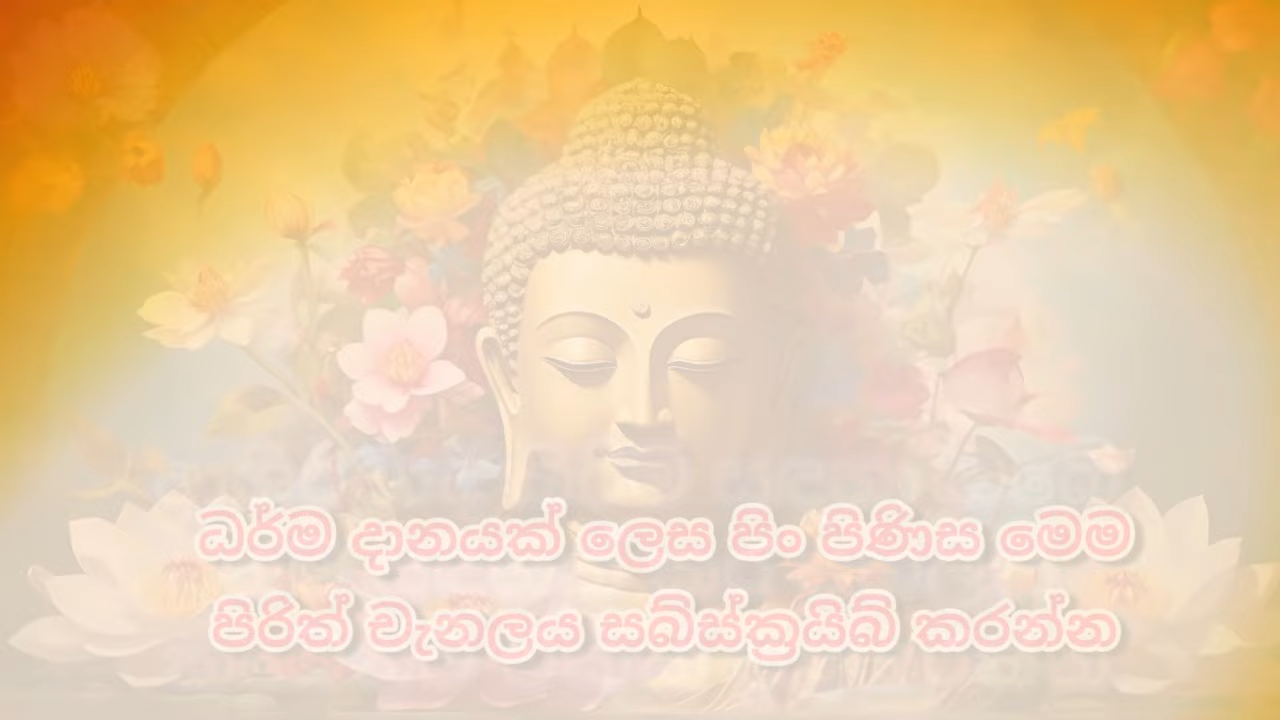 ධර්ම දානයක් ලෙස පිං පිණිස මෙම
පිරිත් චැනලය සබ්ස්ක්‍රයිබ් කරන්න